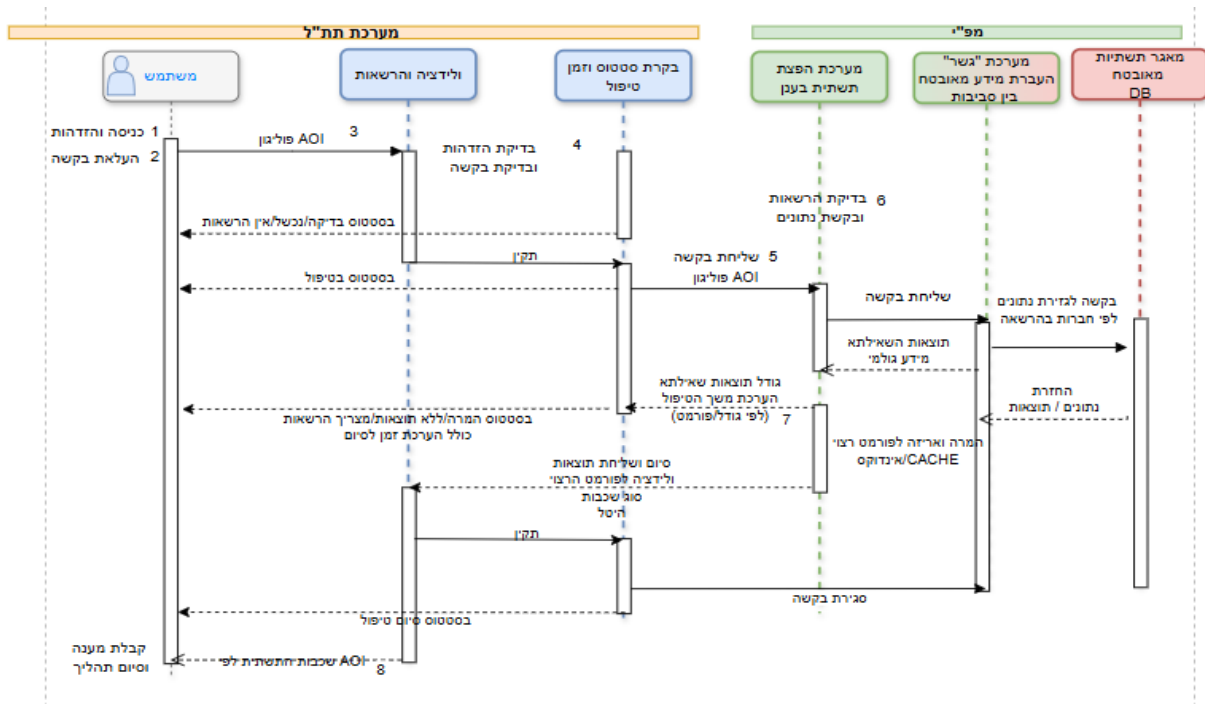 מערכת תת"ל
מפ"י
משתמש
ולידציה והרשאות
בקרת סטטוס וזמן
טיפול
מערכת הפצת
תשתית בענן
מערכת "גשר"
העברת מידע מאובטח
בין סביבות
מאגר תשתיות
מאובטח
DB
1 כניסה והזדהות
2 העלאת בקשה
3
פוליגון AOI
4
בדיקת הזדהות
ובדיקת בקשה
6
בדיקת הרשאות
ובקשת נתונים
בסטטוס בדיקה/נכשל/אין הרשאות
תקין
5 שליחת בקשה
פוליגון AOI
בסטטוס בטיפול
שליחת בקשה
בקשה לגזירת נתונים
לפי חברות בהרשאה
תוצאות השאילתא
מידע גולמי
גודל תוצאות שאילתא
הערכת משך הטיפול
(לפי גודל/פורמט)
7
החזרת
נתונים / תוצאות
בסטטוס המרה/ללא תוצאות/מצריך הרשאות
כולל הערכת זמן לסיום
המרה ואריזה לפורמט רצוי
אינדוקס/CACHE
סיום ושליחת תוצאות
ולידציה לפורמט הרצוי
סוג שכבות
היטל
תקין
סגירת בקשה
בסטטוס סיום טיפול
קבלת מענה
וסיום תהליך
שכבות התשתית לפי AOI
8